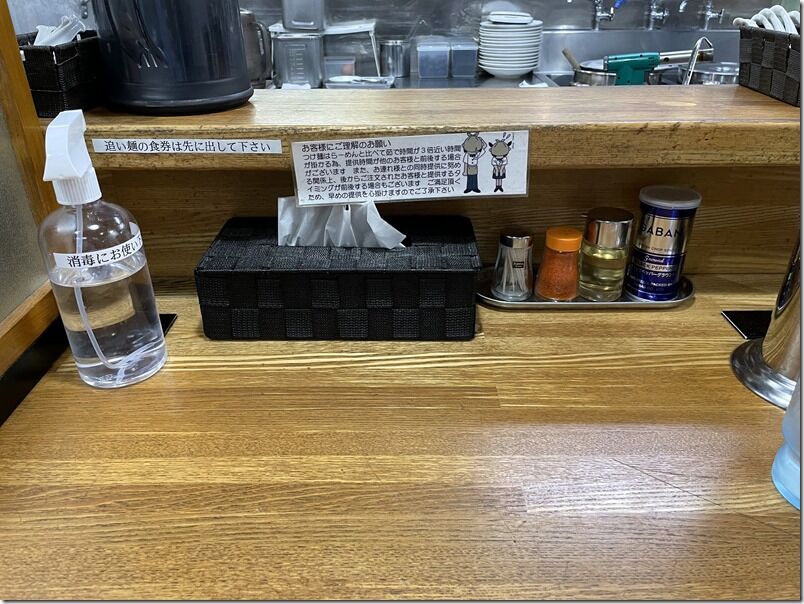 追い麺の食券は先に出して下さい
お客様にご理解のお願い
つけ麺はらーめんと比べて茹で時間が3倍近い時間
が掛かる為、提供時間が他のお客様と前後する場合
がございます　また、お連れ様との同時提供に努め
る関係上、後からご注文されたお客様と提供するタ
イミングが前後する場合もございます　ご満足頂く
ため、早めの提供を心掛けますのでご了承下さい
消毒にお使い
GABAN
PEPPER